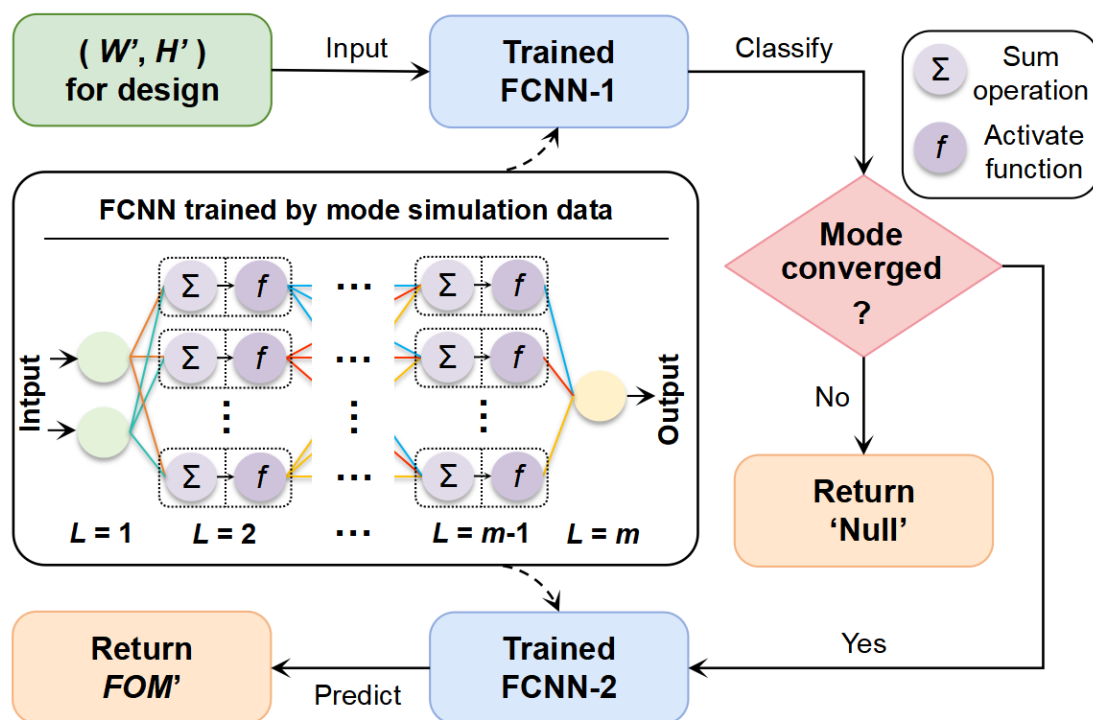 ( W’, H’ )
for design
Input
Trained
FCNN-1
Classify
Σ
Sum
operation
f
Activate
function
Mode
converged
?
No
Return
‘Null’
Yes
FCNN trained by mode simulation data
Σ f ··· Σ f
Σ f ··· Σ f
⋮ ⋮ ⋮
Σ f ··· Σ f
Intput
Output
L = 1 L = 2 ··· L = m-1 L = m
Trained
FCNN-2
Predict
Return
FOM’